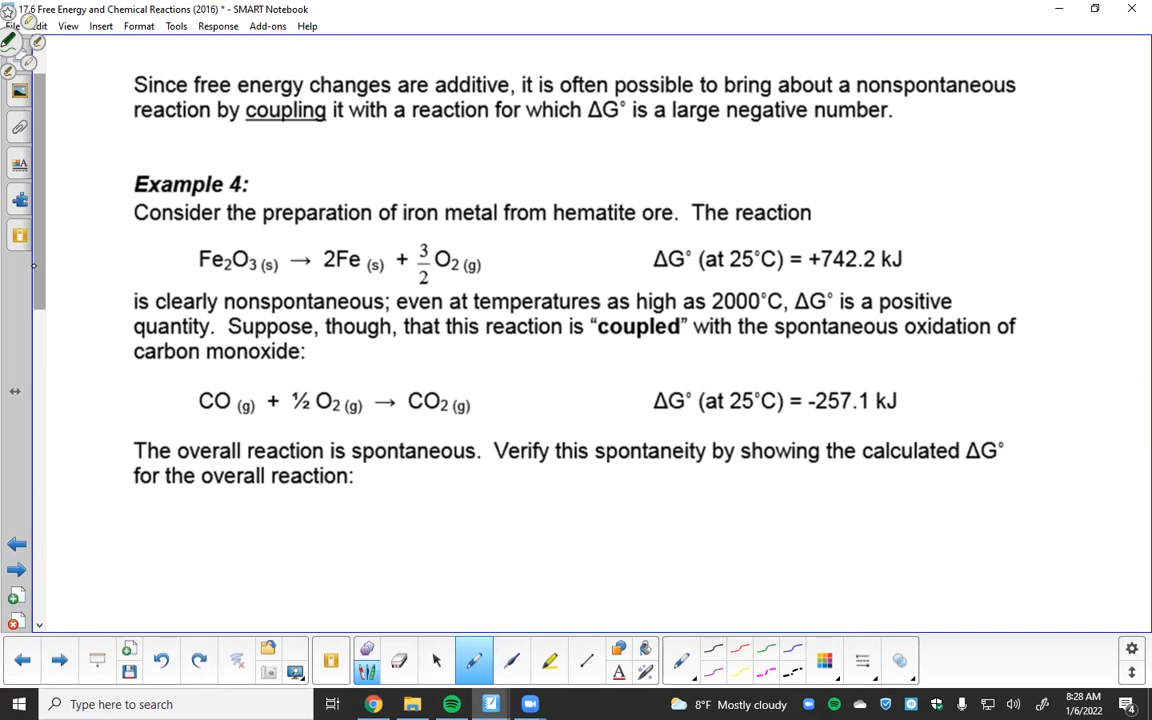 17.6 Free Energy and Chemical Reactions (2016) * - SMART Notebook
File Edit View Insert Format Tools Response Add-ons Help
Since free energy changes are additive, it is often possible to bring about a nonspontaneous
reaction by coupling it with a reaction for which ΔG° is a large negative number.
Example 4:
Consider the preparation of iron metal from hematite ore. The reaction
Fe₂O₃ (s) → 2Fe (s) + 3/2 O₂ (g) ΔG° (at 25°C) = +742.2 kJ
is clearly nonspontaneous; even at temperatures as high as 2000°C, ΔG° is a positive
quantity. Suppose, though, that this reaction is “coupled” with the spontaneous oxidation of
carbon monoxide:
CO (g) + ½ O₂ (g) → CO₂ (g) ΔG° (at 25°C) = -257.1 kJ
The overall reaction is spontaneous. Verify this spontaneity by showing the calculated ΔG°
for the overall reaction:
Type here to search
8°F Mostly cloudy
8:28 AM
1/6/2022
4